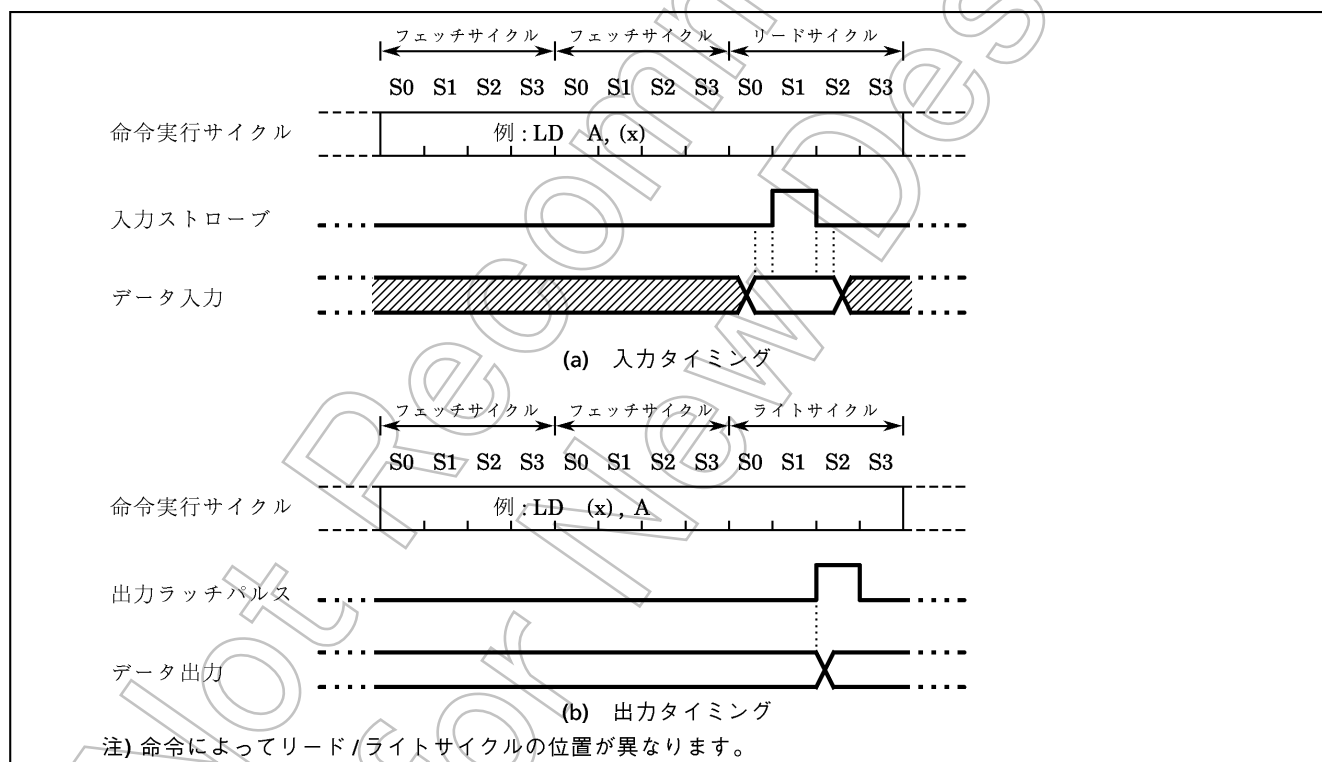 フェッチサイクル フェッチサイクル リードサイクル
S0 S1 S2 S3 S0 S1 S2 S3 S0 S1 S2 S3
命令実行サイクル 例 : LD A, (x)
入力ストローブ
データ入力
(a) 入力タイミング
フェッチサイクル フェッチサイクル ライトサイクル
S0 S1 S2 S3 S0 S1 S2 S3 S0 S1 S2 S3
命令実行サイクル 例 : LD (x) , A
出力ラッチパルス
データ出力
(b) 出力タイミング
注) 命令によってリード / ライトサイクルの位置が異なります。
Not Recomm
for New Des